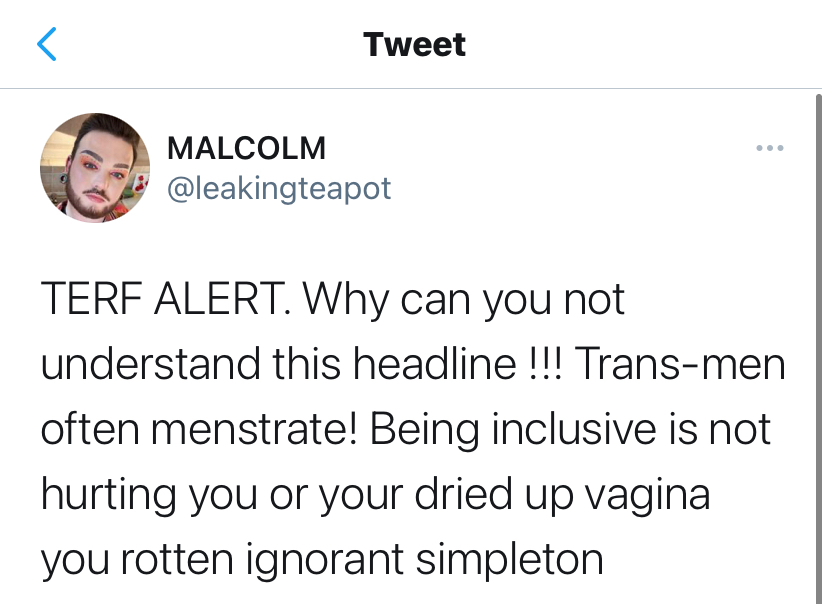 Tweet
MALCOLM
@leakingteapot
TERF ALERT. Why can you not
understand this headline !!! Trans-men
often menstrate! Being inclusive is not
hurting you or your dried up vagina
you rotten ignorant simpleton